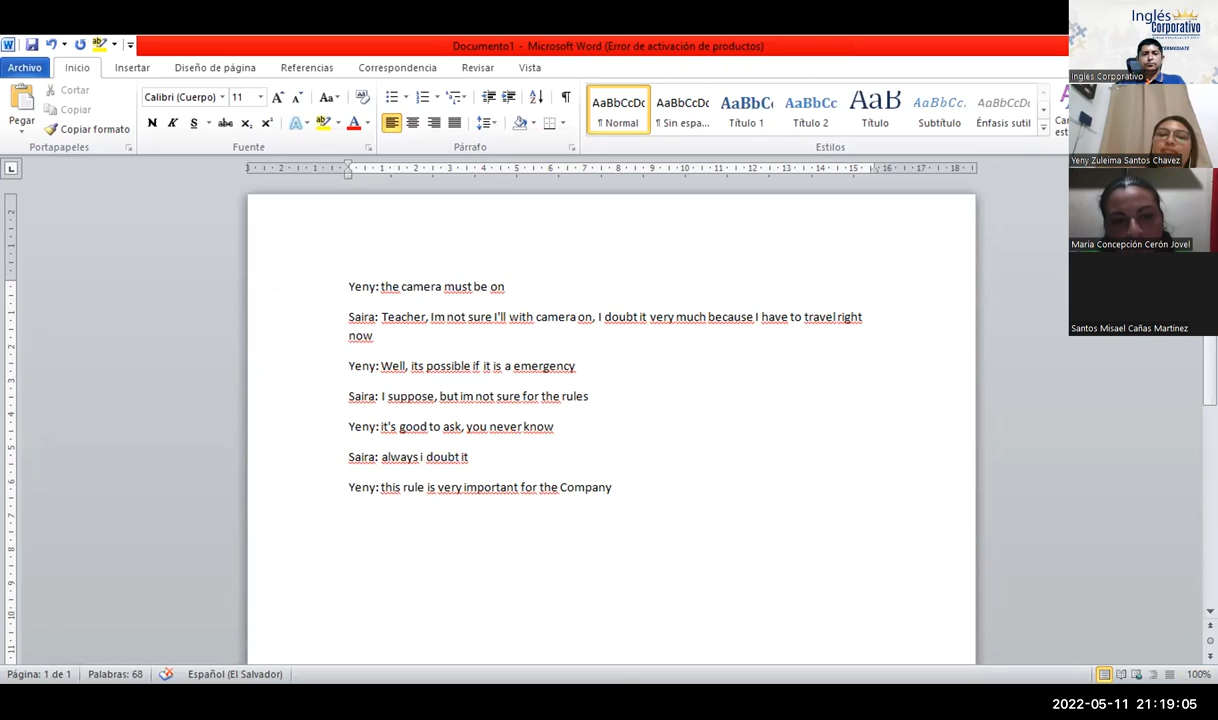 Documento1 - Microsoft Word (Error de activación de productos)
Archivo Inicio Insertar Diseño de página Referencias Correspondencia Revisar Vista
Pegar
Cortar
Copiar
Copiar formato
Portapapeles
Calibri (Cuerpo) 11
Fuente
Párrafo
AaBbCcDc AaBbCcDc AaBbC AaBbCc AaB AaBbCc. AaBbCcDc
¶ Normal ¶ Sin espa... Título 1 Título 2 Título Subtítulo Énfasis sutil
Estilos
Inglés
Corporativo
Ingles Corporativo
Yeny Zuleima Santos Chavez
Maria Concepción Cerón Jovel
Santos Misael Cañas Martinez
Yeny: the camera must be on
Saira: Teacher, Im not sure I'll with camera on, I doubt it very much because I have to travel right
now
Yeny: Well, its possible if it is a emergency
Saira: I suppose, but im not sure for the rules
Yeny: it's good to ask, you never know
Saira: always i doubt it
Yeny: this rule is very important for the Company
Página: 1 de 1 Palabras: 68 Español (El Salvador) 100%
2022-05-11 21:19:05